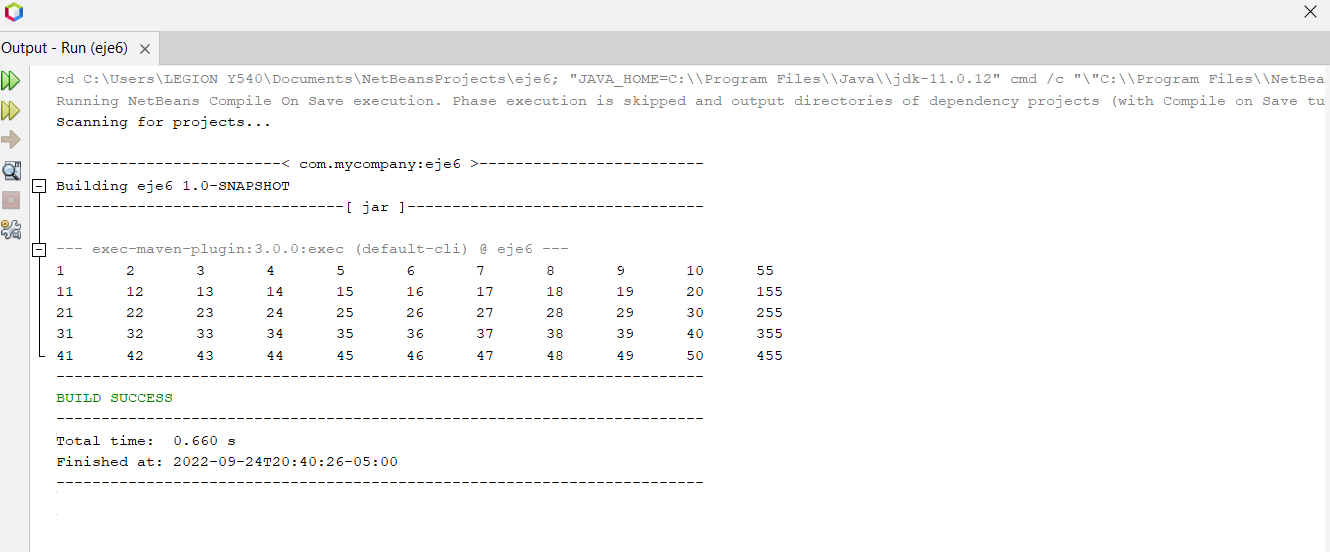 Output - Run (eje6)
cd C:\Users\LEGION Y540\Documents\NetBeansProjects\eje6; "JAVA_HOME=C:\\Program Files\\Java\\jdk-11.0.12" cmd /c "\"C:\\Program Files\\NetBea
Running NetBeans Compile On Save execution. Phase execution is skipped and output directories of dependency projects (with Compile on Save tu
Scanning for projects...
-------------------------< com.mycompany:eje6 >-------------------------
Building eje6 1.0-SNAPSHOT
--------------------------------[ jar ]---------------------------------
--- exec-maven-plugin:3.0.0:exec (default-cli) @ eje6 ---
1 2 3 4 5 6 7 8 9 10 55
11 12 13 14 15 16 17 18 19 20 155
21 22 23 24 25 26 27 28 29 30 255
31 32 33 34 35 36 37 38 39 40 355
41 42 43 44 45 46 47 48 49 50 455
------------------------------------------------------------------------
BUILD SUCCESS
------------------------------------------------------------------------
Total time:  0.660 s
Finished at: 2022-09-24T20:40:26-05:00
------------------------------------------------------------------------